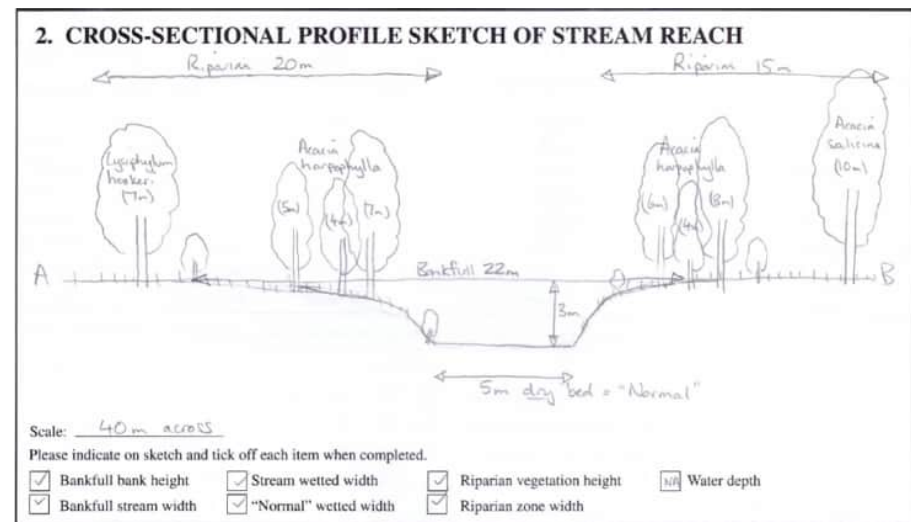 2. CROSS-SECTIONAL PROFILE SKETCH OF STREAM REACH
Riparian 20m
Riparian 15m
Lysiphyllum
hookeri
(7m)
Acacia
harpophylla
(5m)
(4m)
(7m)
Acacia
harpophylla
(6m)
(4m)
(8m)
Acacia
salicina
(10m)
A
Bankfull 22m
B
3m
5m dry bed = "Normal"
Scale: 40m across
Please indicate on sketch and tick off each item when completed.
Bankfull bank height
Stream wetted width
Riparian vegetation height
NA Water depth
Bankfull stream width
"Normal" wetted width
Riparian zone width